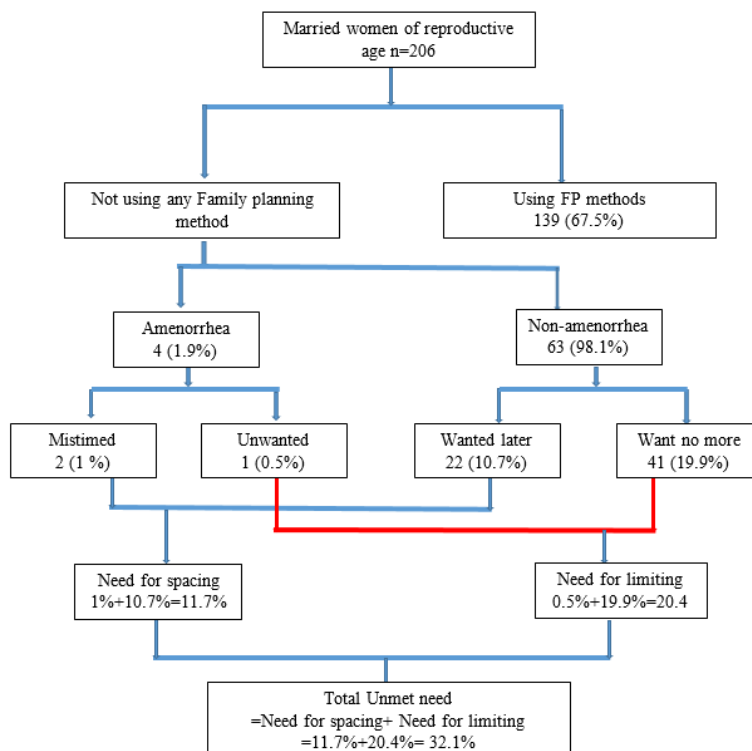 Married women of reproductive
age n=206
Not using any Family planning
method
Using FP methods
139 (67.5%)
Amenorrhea
4 (1.9%)
Non-amenorrhea
63 (98.1%)
Mistimed
2 (1 %)
Unwanted
1 (0.5%)
Wanted later
22 (10.7%)
Want no more
41 (19.9%)
Need for spacing
1%+10.7%=11.7%
Need for limiting
0.5%+19.9%=20.4
Total Unmet need
=Need for spacing+ Need for limiting
=11.7%+20.4%= 32.1%